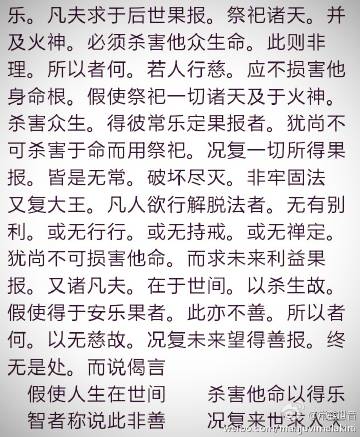 乐。凡夫求于后世果报。祭祀诸天。并
及火神。必须杀害他众生命。此则非
理。所以者何。若人行慈。应不损害他
身命根。假使祭祀一切诸天及于火神。
杀害众生。得彼常乐定果报者。犹尚不
可杀害于命而用祭祀。况复一切所得果
报。皆是无常。破坏尽灭。非牢固法
又复大王。凡人欲行解脱法者。无有别
利。或无行行。或无持戒。或无禅定。
犹尚不可损害他命。而求未来利益果
报。又诸凡夫。在于世间。以杀生故。
假使得于安乐果者。此亦不善。所以者
何。以无慈故。况复未来望得善报。终
无是处。而说偈言
假使人生在世间 杀害他命以得乐
智者称说此非善 况复来世求人天